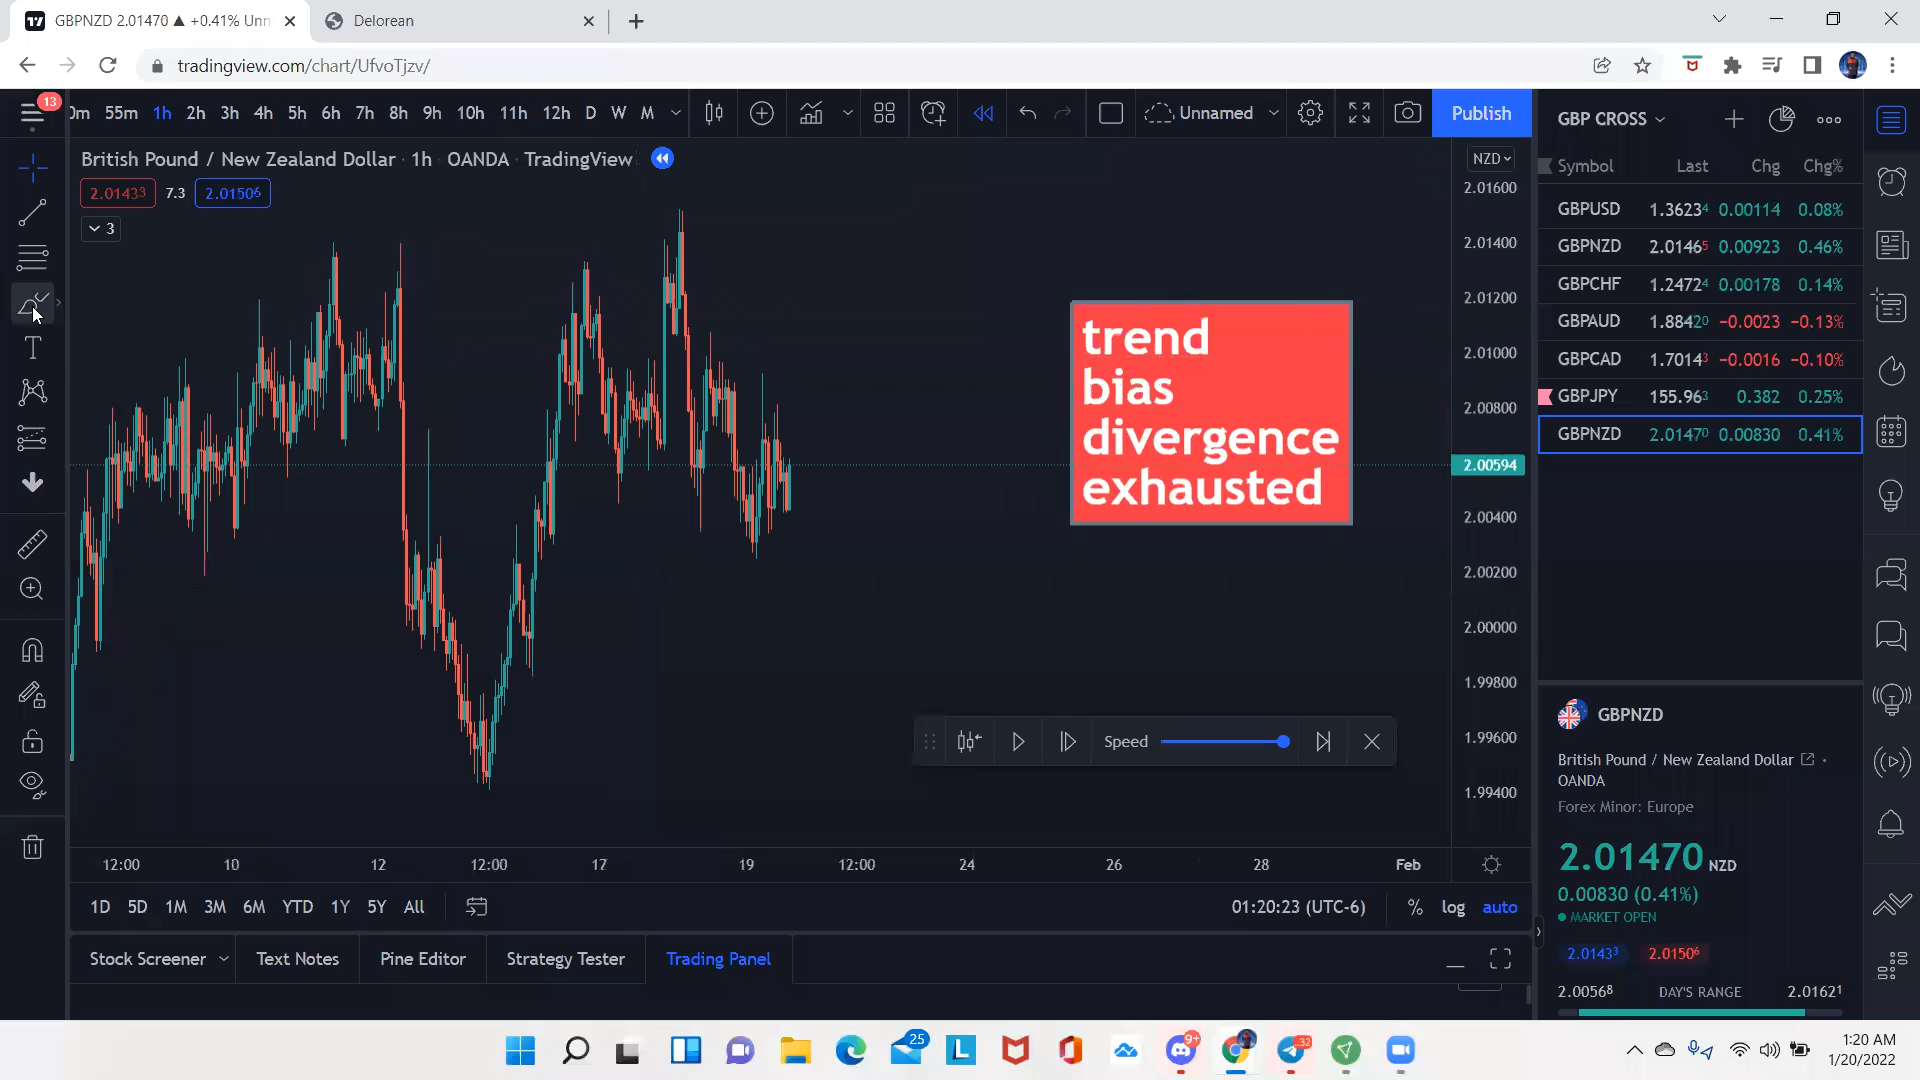 GBPNZD 2.01470 ▲ +0.41% Unn
Delorean
tradingview.com/chart/UfvoTjzv/
13
0m 55m 1h 2h 3h 4h 5h 6h 7h 8h 9h 10h 11h 12h D W M
Unnamed
Publish
GBP CROSS
British Pound / New Zealand Dollar · 1h · OANDA · TradingView
NZD
2.01433 7.3 2.01506
3
Symbol Last Chg Chg%
GBPUSD 1.36234 0.00114 0.08%
GBPNZD 2.01465 0.00923 0.46%
GBPCHF 1.24724 0.00178 0.14%
GBPAUD 1.88420 −0.0023 −0.13%
GBPCAD 1.70143 −0.0016 −0.10%
GBPJPY 155.963 0.382 0.25%
GBPNZD 2.01470 0.00830 0.41%
2.01600
2.01400
2.01200
2.01000
2.00800
2.00594
2.00400
2.00200
2.00000
1.99800
1.99600
1.99400
trend
bias
divergence
exhausted
Speed
GBPNZD
British Pound / New Zealand Dollar ·
OANDA
Forex Minor: Europe
2.01470 NZD
0.00830 (0.41%)
MARKET OPEN
2.01433 2.01506
2.00568 DAY'S RANGE 2.01621
12:00 10 12 12:00 17 19 12:00 24 26 28 Feb
1D 5D 1M 3M 6M YTD 1Y 5Y All
01:20:23 (UTC-6) % log auto
Stock Screener Text Notes Pine Editor Strategy Tester Trading Panel
25
L
9+
32
1:20 AM
1/20/2022